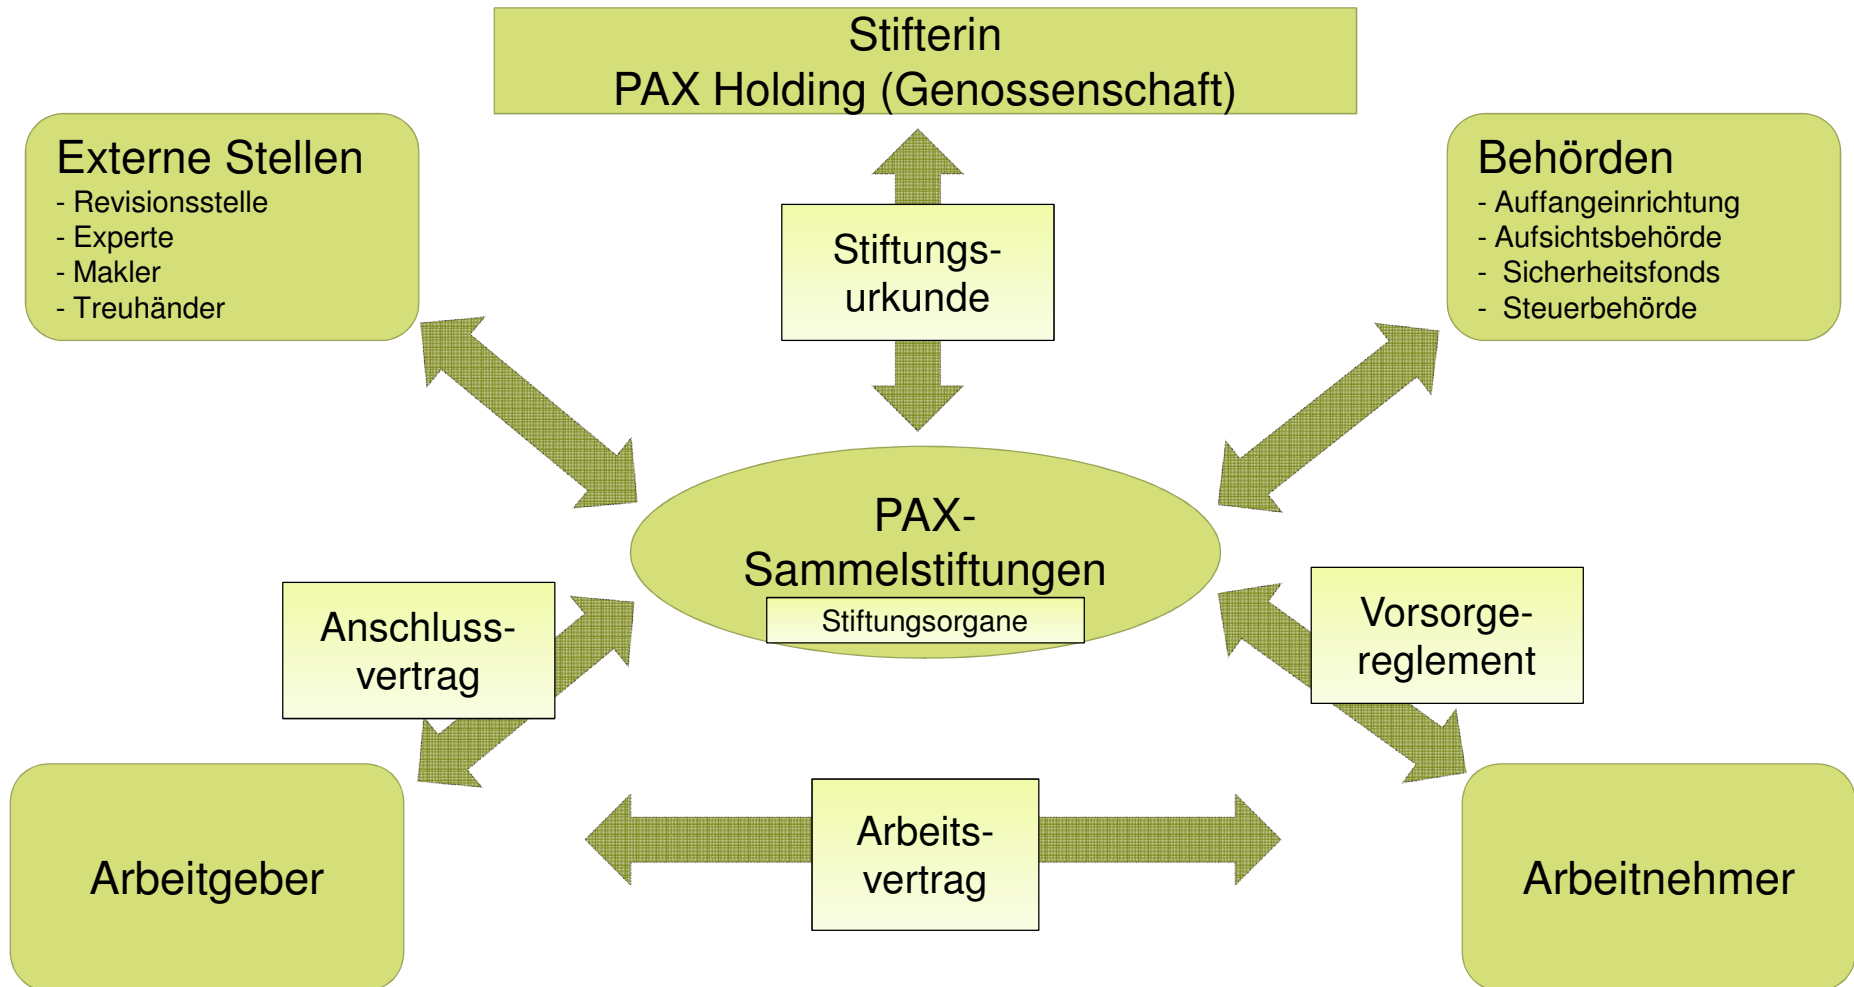 Stifterin
PAX Holding (Genossenschaft)
Externe Stellen
- Revisionsstelle
- Experte
- Makler
- Treuhänder
Behörden
- Auffangeinrichtung
- Aufsichtsbehörde
- Sicherheitsfonds
- Steuerbehörde
Stiftungs-
urkunde
PAX-
Sammelstiftungen
Stiftungsorgane
Anschluss-
vertrag
Vorsorge-
reglement
Arbeitgeber
Arbeits-
vertrag
Arbeitnehmer